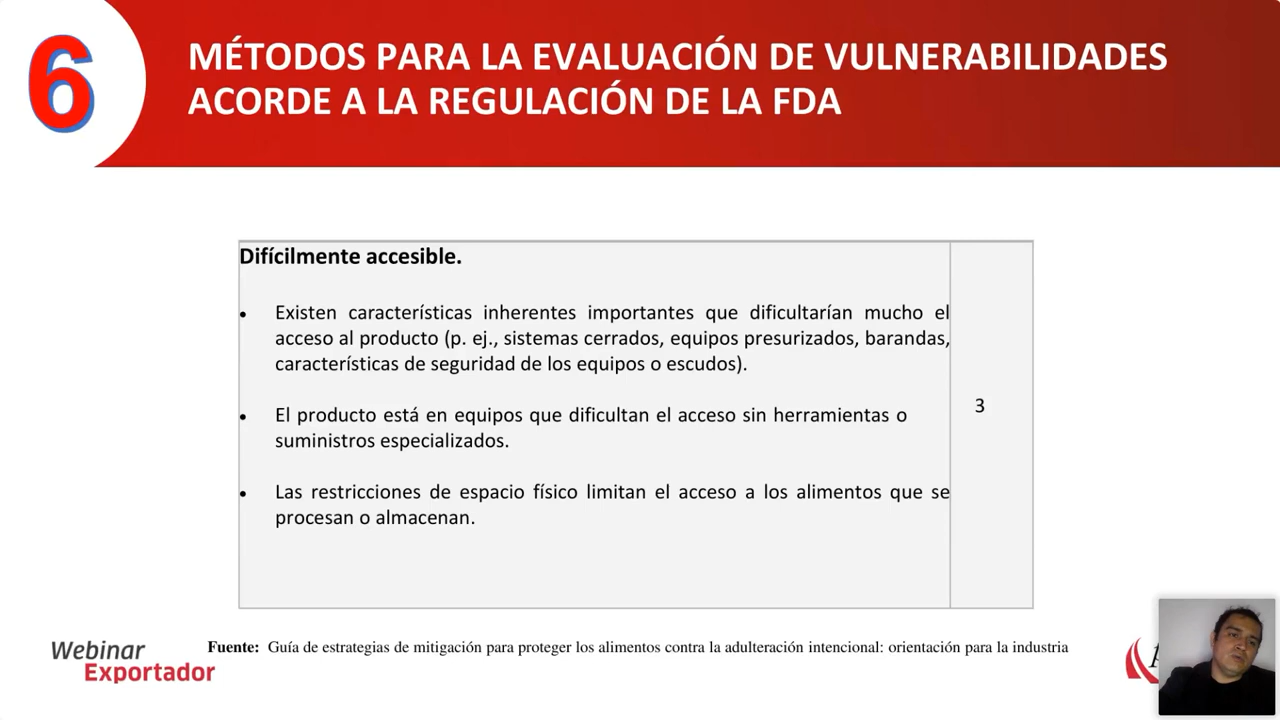 6
MÉTODOS PARA LA EVALUACIÓN DE VULNERABILIDADES
ACORDE A LA REGULACIÓN DE LA FDA
Difícilmente accesible.
• Existen características inherentes importantes que dificultarían mucho el
acceso al producto (p. ej., sistemas cerrados, equipos presurizados, barandas,
características de seguridad de los equipos o escudos).
• El producto está en equipos que dificultan el acceso sin herramientas o
suministros especializados.
• Las restricciones de espacio físico limitan el acceso a los alimentos que se
procesan o almacenan.
3
Webinar
Exportador
Fuente: Guía de estrategias de mitigación para proteger los alimentos contra la adulteración intencional: orientación para la industria